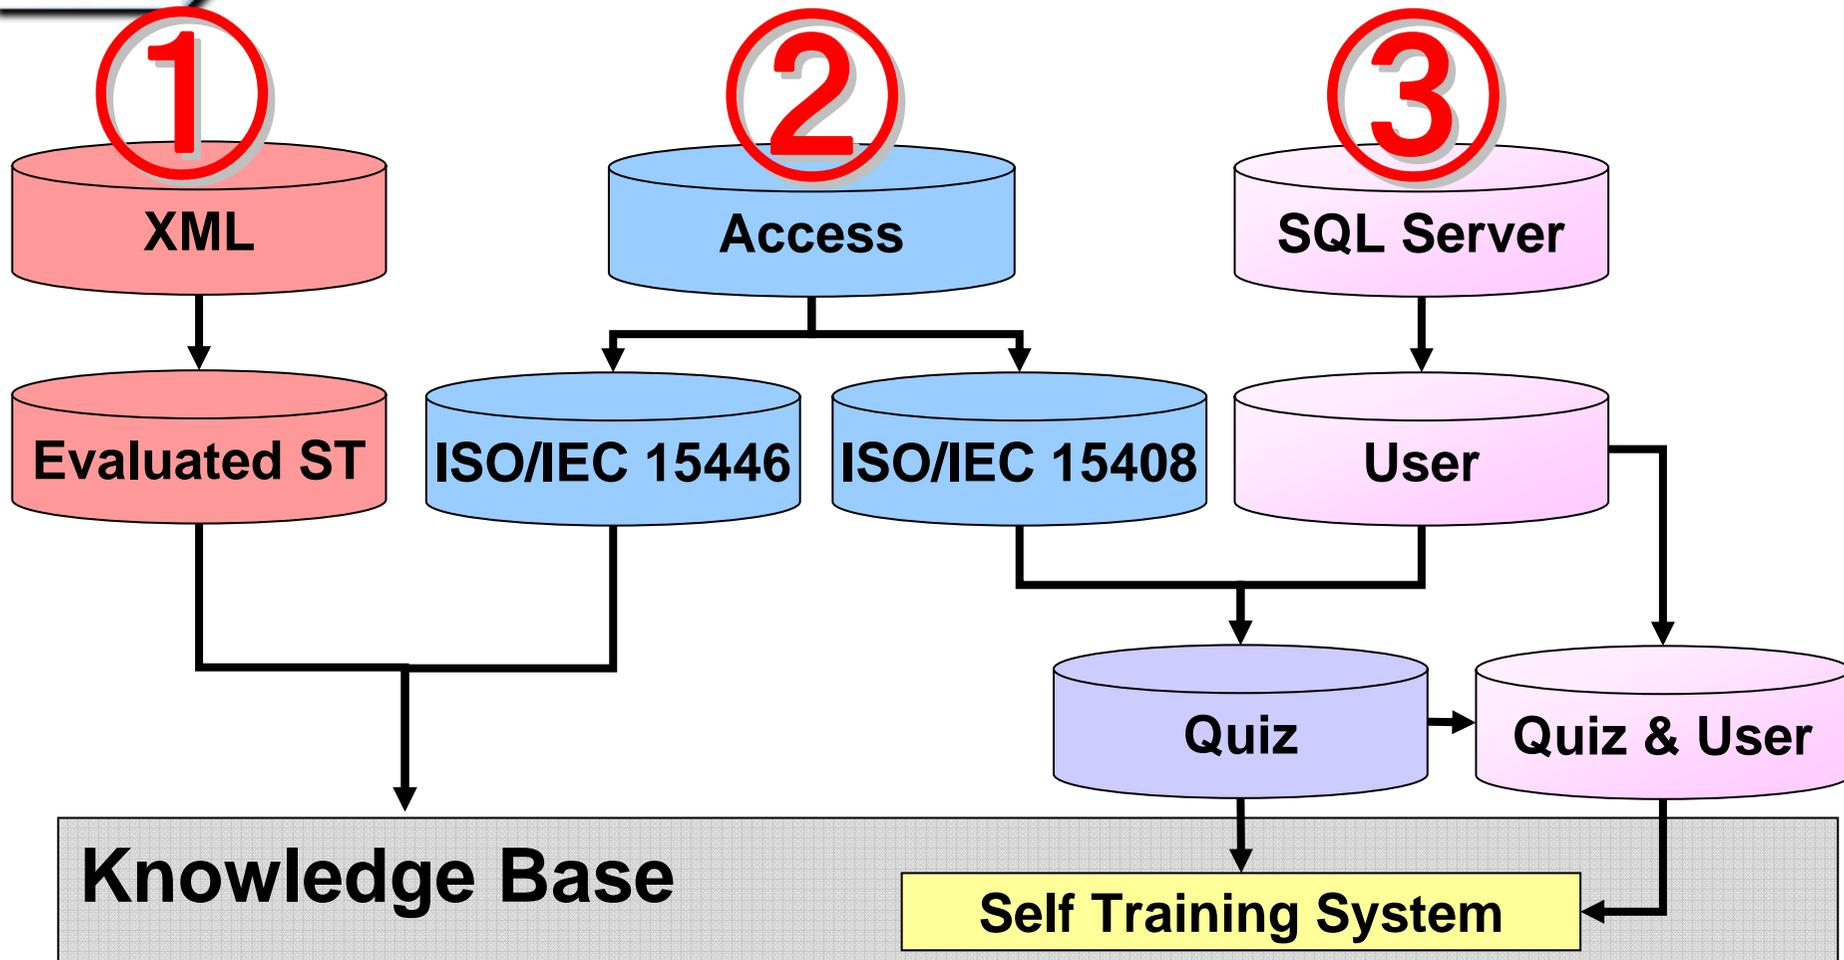 ① ② ③
XML Access SQL Server
Evaluated ST ISO/IEC 15446 ISO/IEC 15408 User
Quiz Quiz & User
Knowledge Base
Self Training System